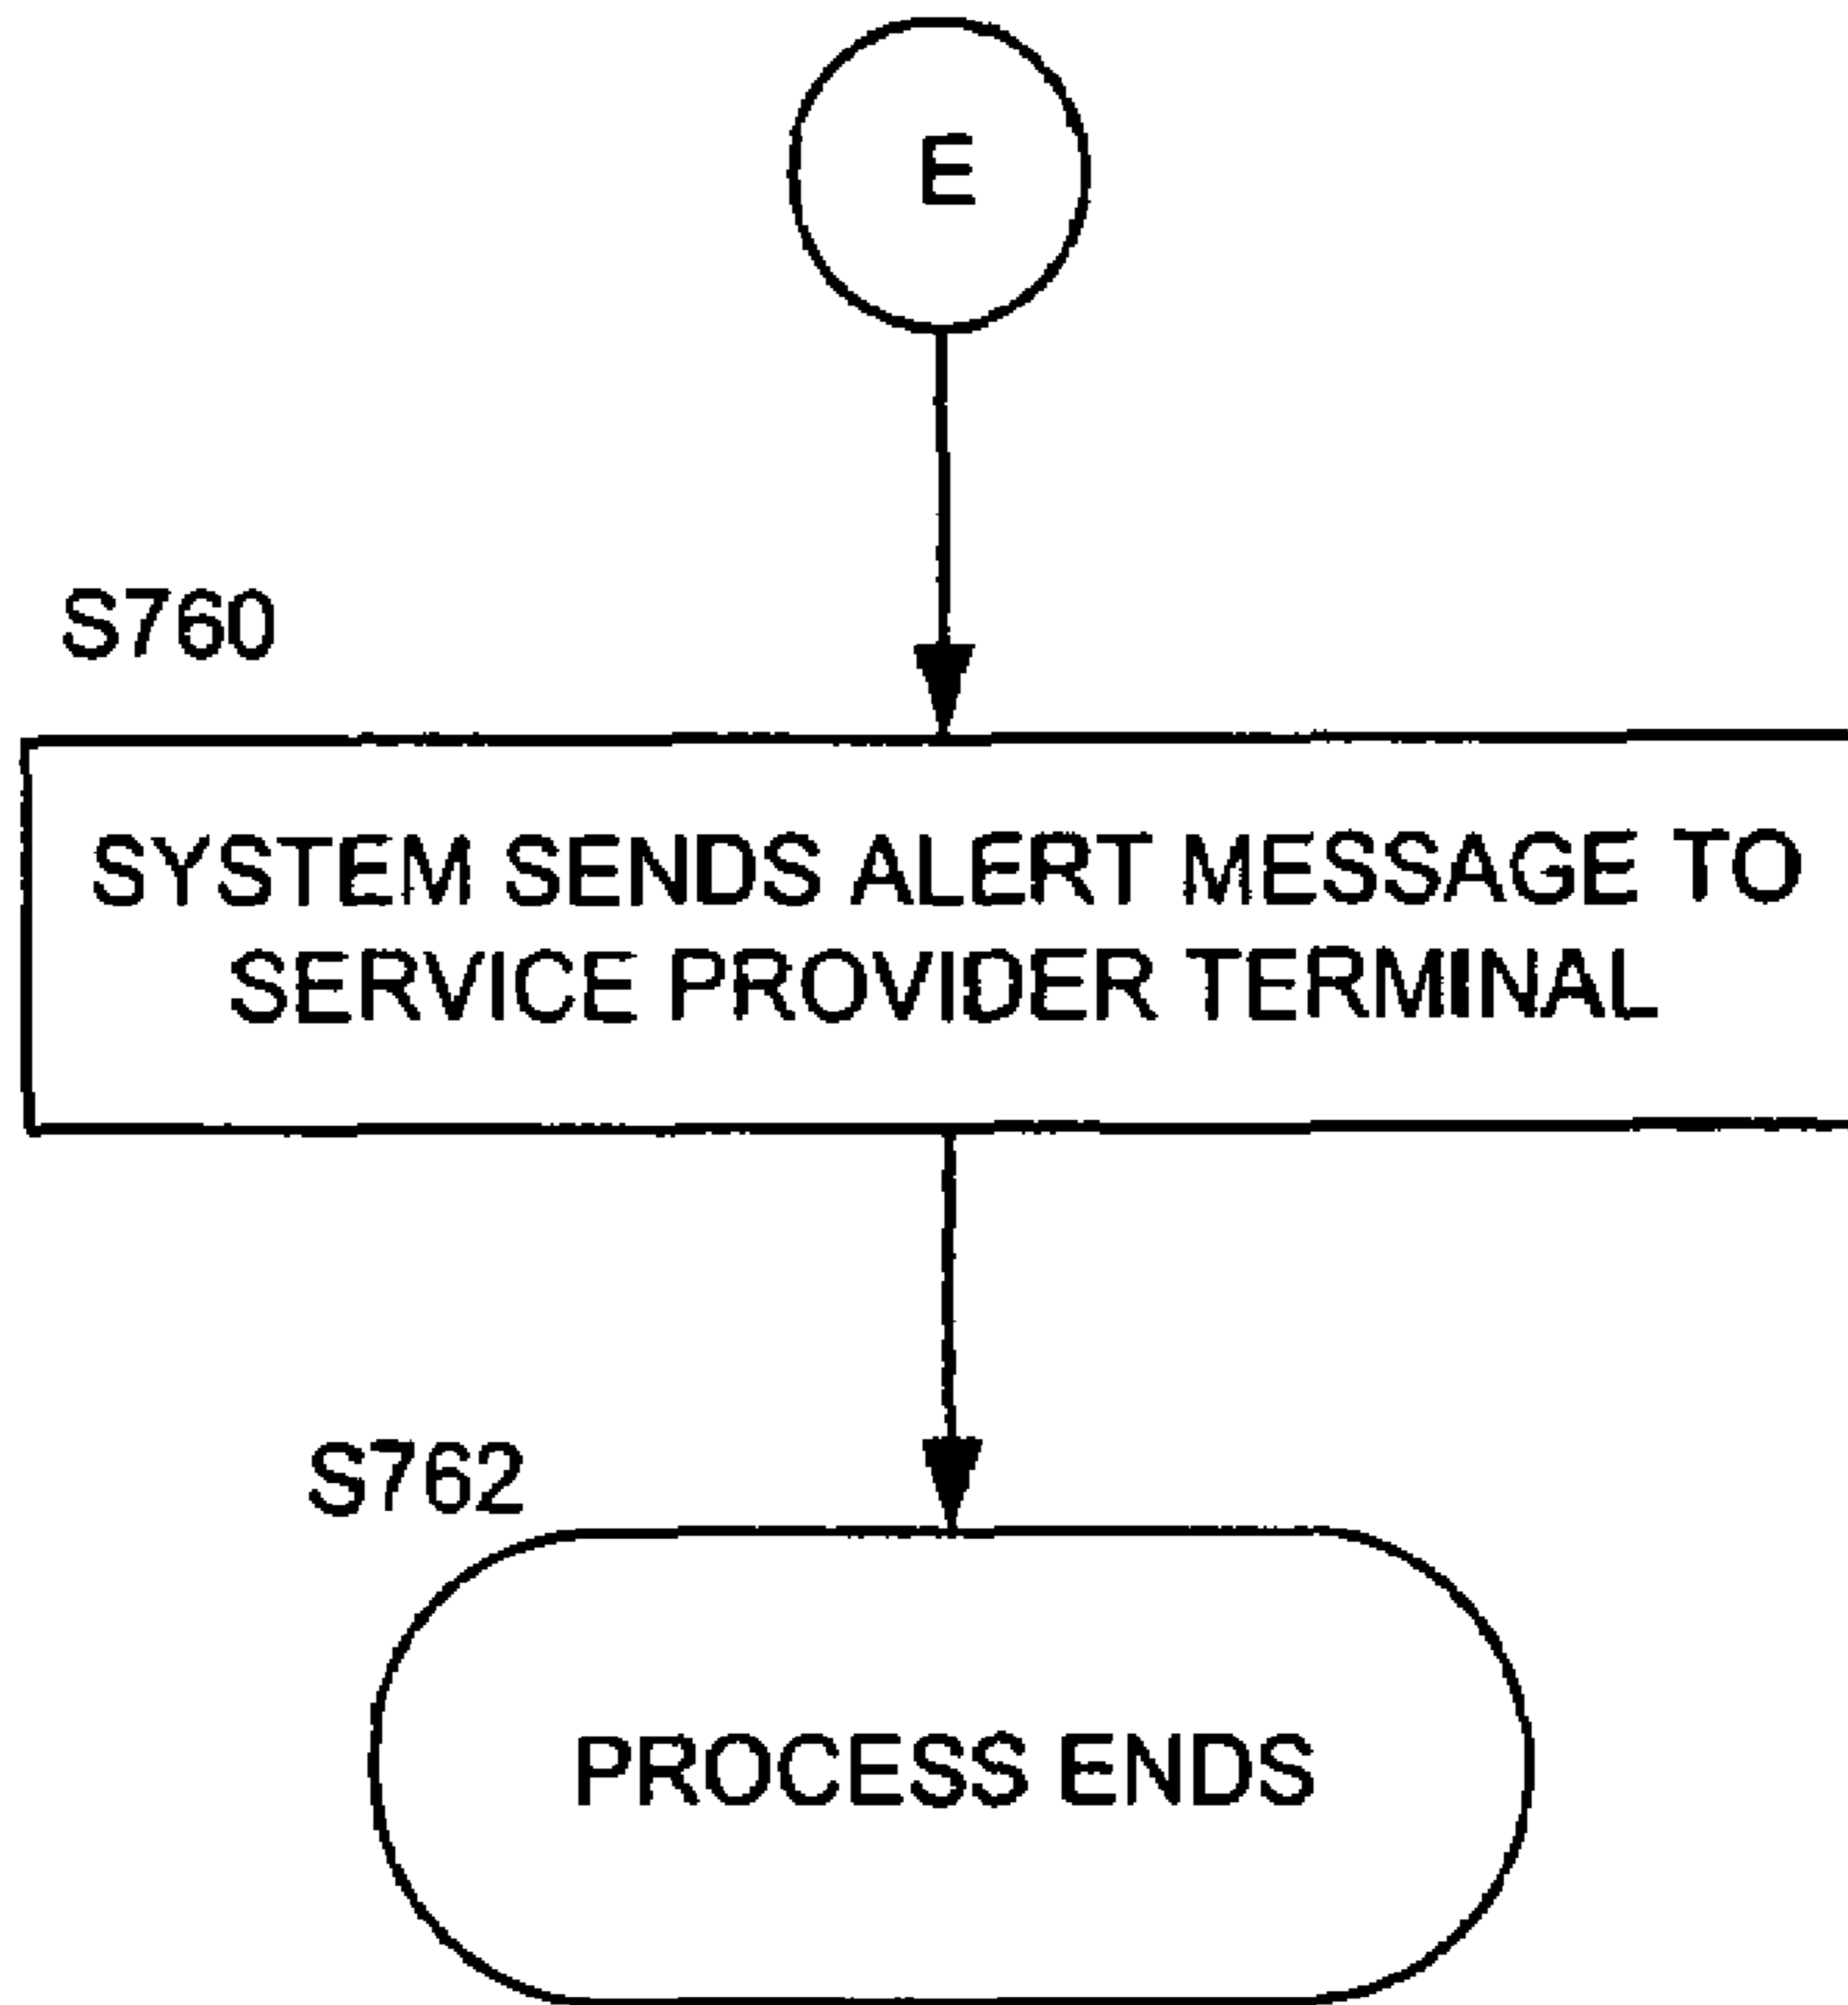 E
S760
SYSTEM SENDS ALERT MESSAGE TO
SERVICE PROVIDER TERMINAL
S762
PROCESS ENDS